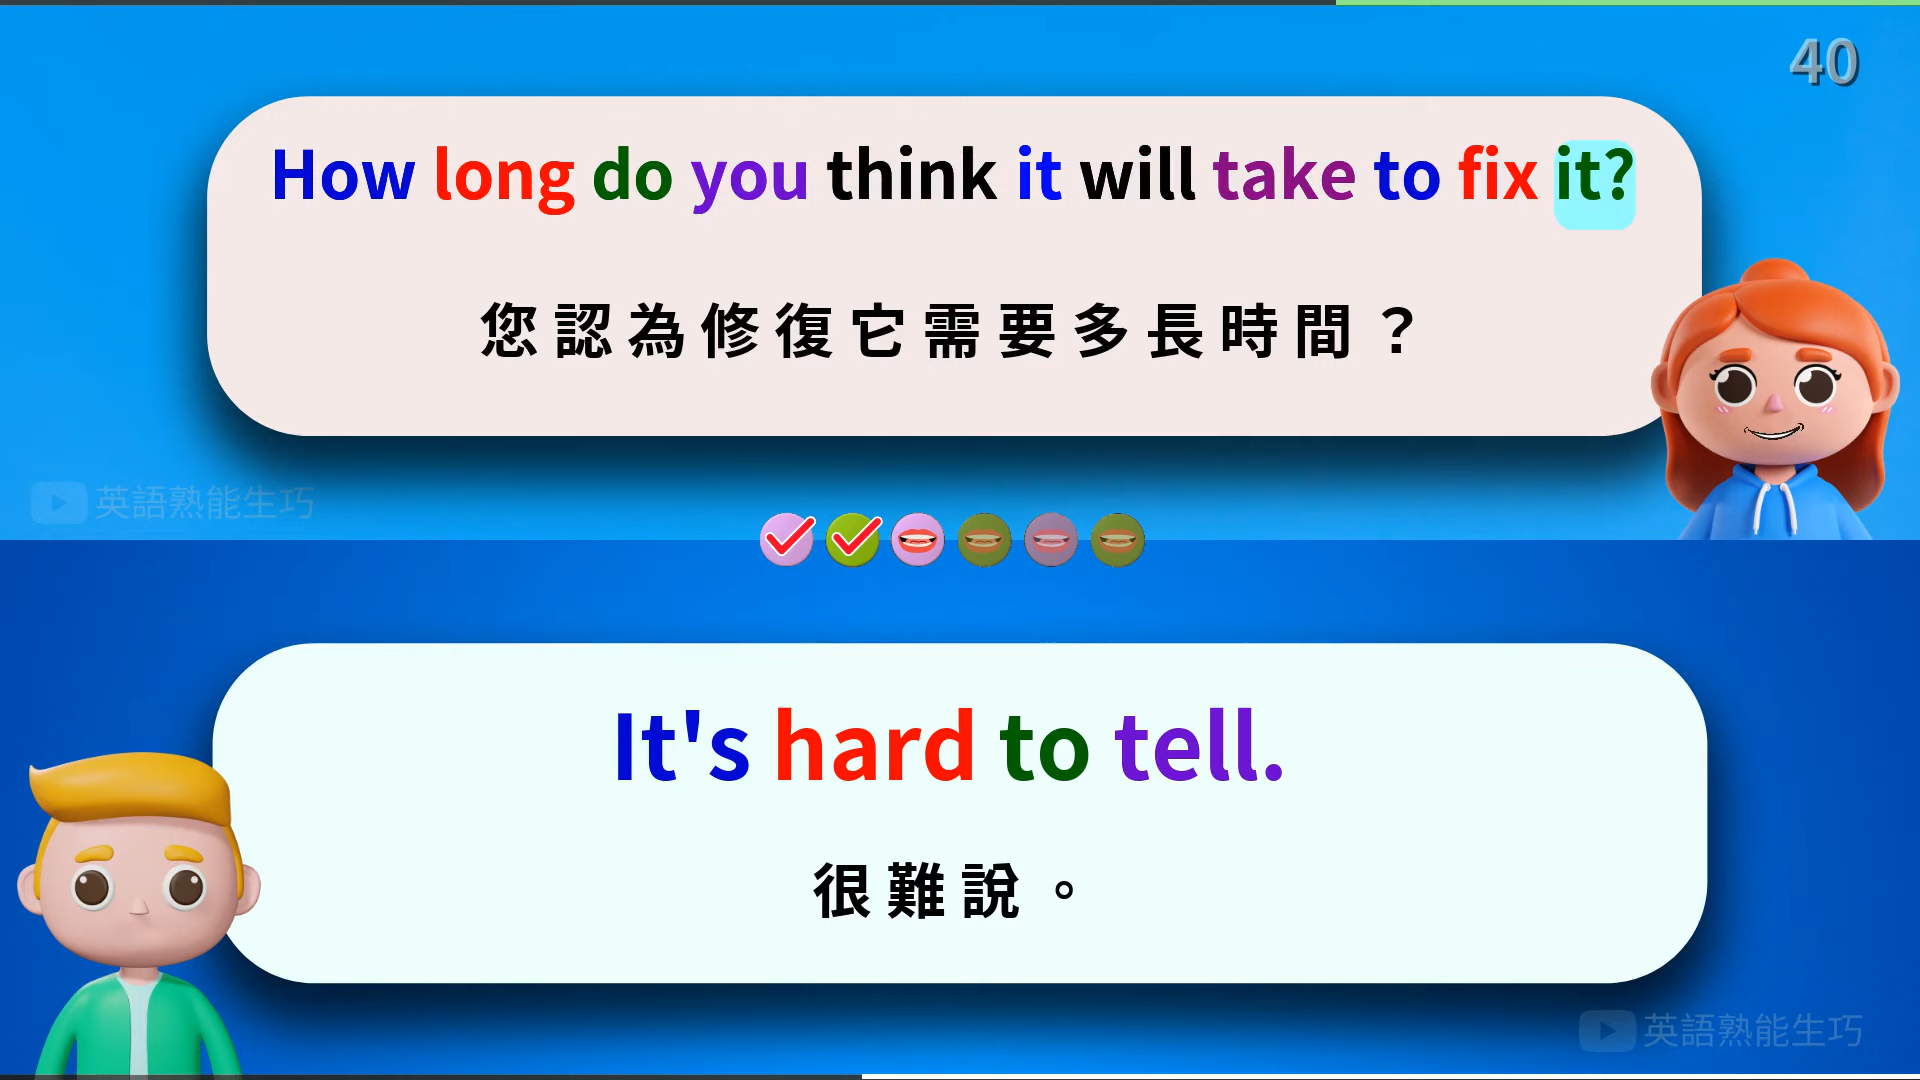 40
How long do you think it will take to fix it?
您認為修復它需要多長時間？
英語熟能生巧
It's hard to tell.
很難說。
英語熟能生巧